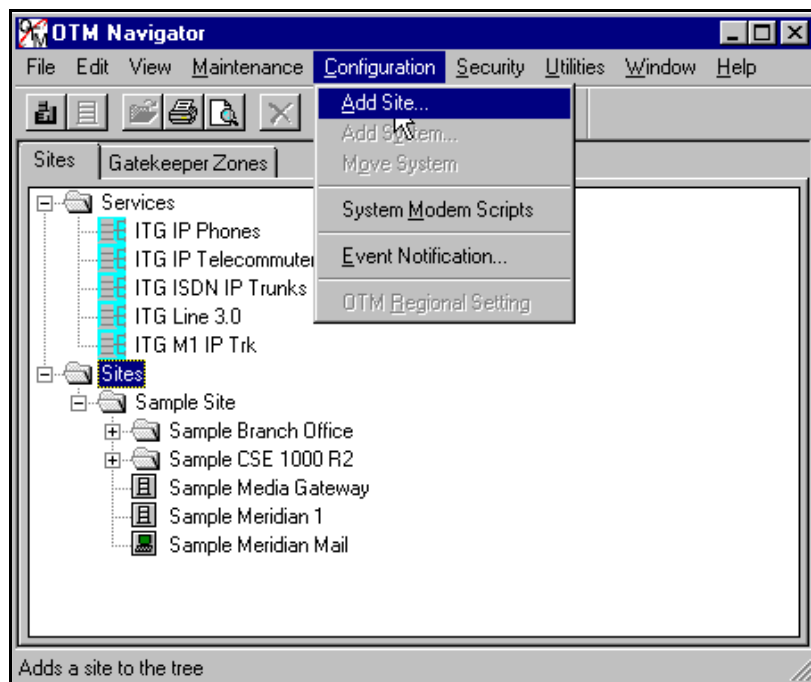 OTM Navigator
File Edit View Maintenance Configuration Security Utilities Window Help
Add Site...
Add System...
Move System
System Modem Scripts
Event Notification...
OTM Regional Setting
Sites Gatekeeper Zones
Services
ITG IP Phones
ITG IP Telecommuter
ITG ISDN IP Trunks
ITG Line 3.0
ITG M1 IP Trk
Sites
Sample Site
Sample Branch Office
Sample CSE 1000 R2
Sample Media Gateway
Sample Meridian 1
Sample Meridian Mail
Adds a site to the tree